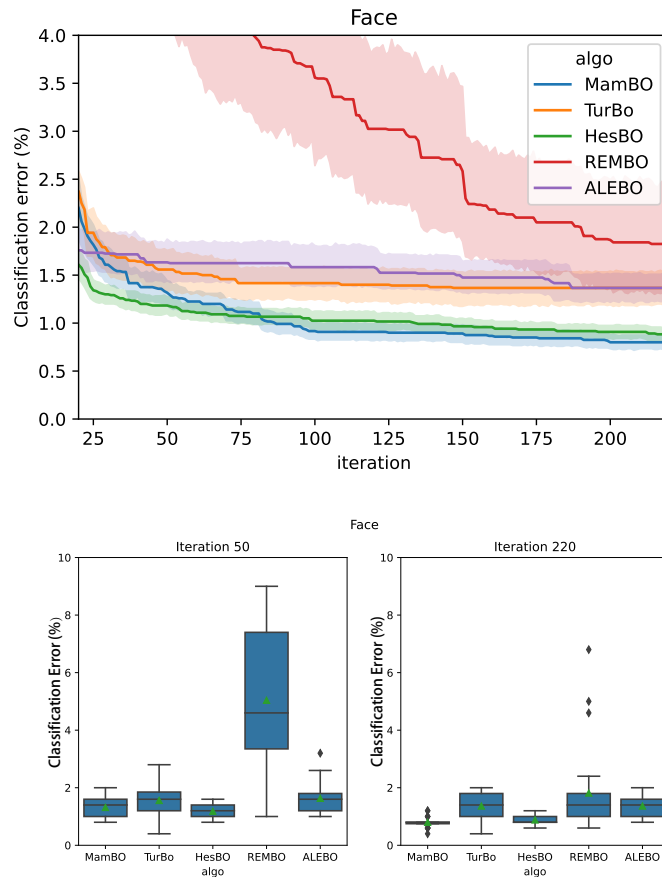 Face
4.0
3.5
3.0
2.5
2.0
1.5
1.0
0.5
0.0
Classification error (%)
algo
MamBO
TurBo
HesBO
REMBO
ALEBO
25 50 75 100 125 150 175 200
iteration
Face
Iteration 50
10
8
6
4
2
0
Classification Error (%)
MamBO TurBo HesBO REMBO ALEBO
algo
Iteration 220
10
8
6
4
2
0
Classification Error (%)
MamBO TurBo HesBO REMBO ALEBO
algo